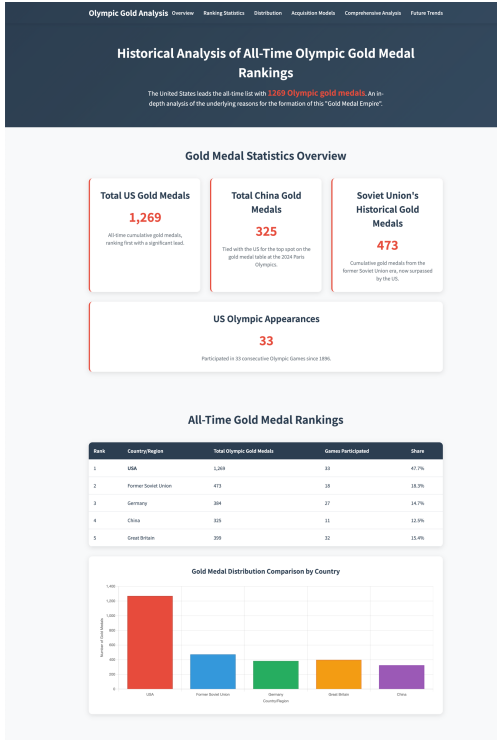 Olympic Gold Analysis Overview Ranking Statistics Distribution Acquisition Models Comprehensive Analysis Future Trends
Historical Analysis of All-Time Olympic Gold Medal
Rankings
The United States leads the all-time list with 1269 Olympic gold medals. An in-
depth analysis of the underlying reasons for the formation of this "Gold Medal Empire".
Gold Medal Statistics Overview
Total US Gold Medals
1,269
All-time cumulative gold medals,
ranking first with a significant lead.
Total China Gold
Medals
325
Tied with the US for the top spot on the
gold medal table at the 2024 Paris
Olympics.
Soviet Union's
Historical Gold
Medals
473
Cumulative gold medals from the
former Soviet Union era, now surpassed
by the US.
US Olympic Appearances
33
Participated in 33 consecutive Olympic Games since 1896.
All-Time Gold Medal Rankings
Rank Country/Region Total Olympic Gold Medals Games Participated Share
1 USA 1,269 33 47.7%
2 Former Soviet Union 473 18 18.3%
3 Germany 384 27 14.7%
4 China 325 11 12.5%
5 Great Britain 399 32 15.4%
Gold Medal Distribution Comparison by Country
Number of Gold Medals
1,400
1,200
1,000
800
600
400
200
0
USA Former Soviet Union Germany Great Britain China
Country/Region